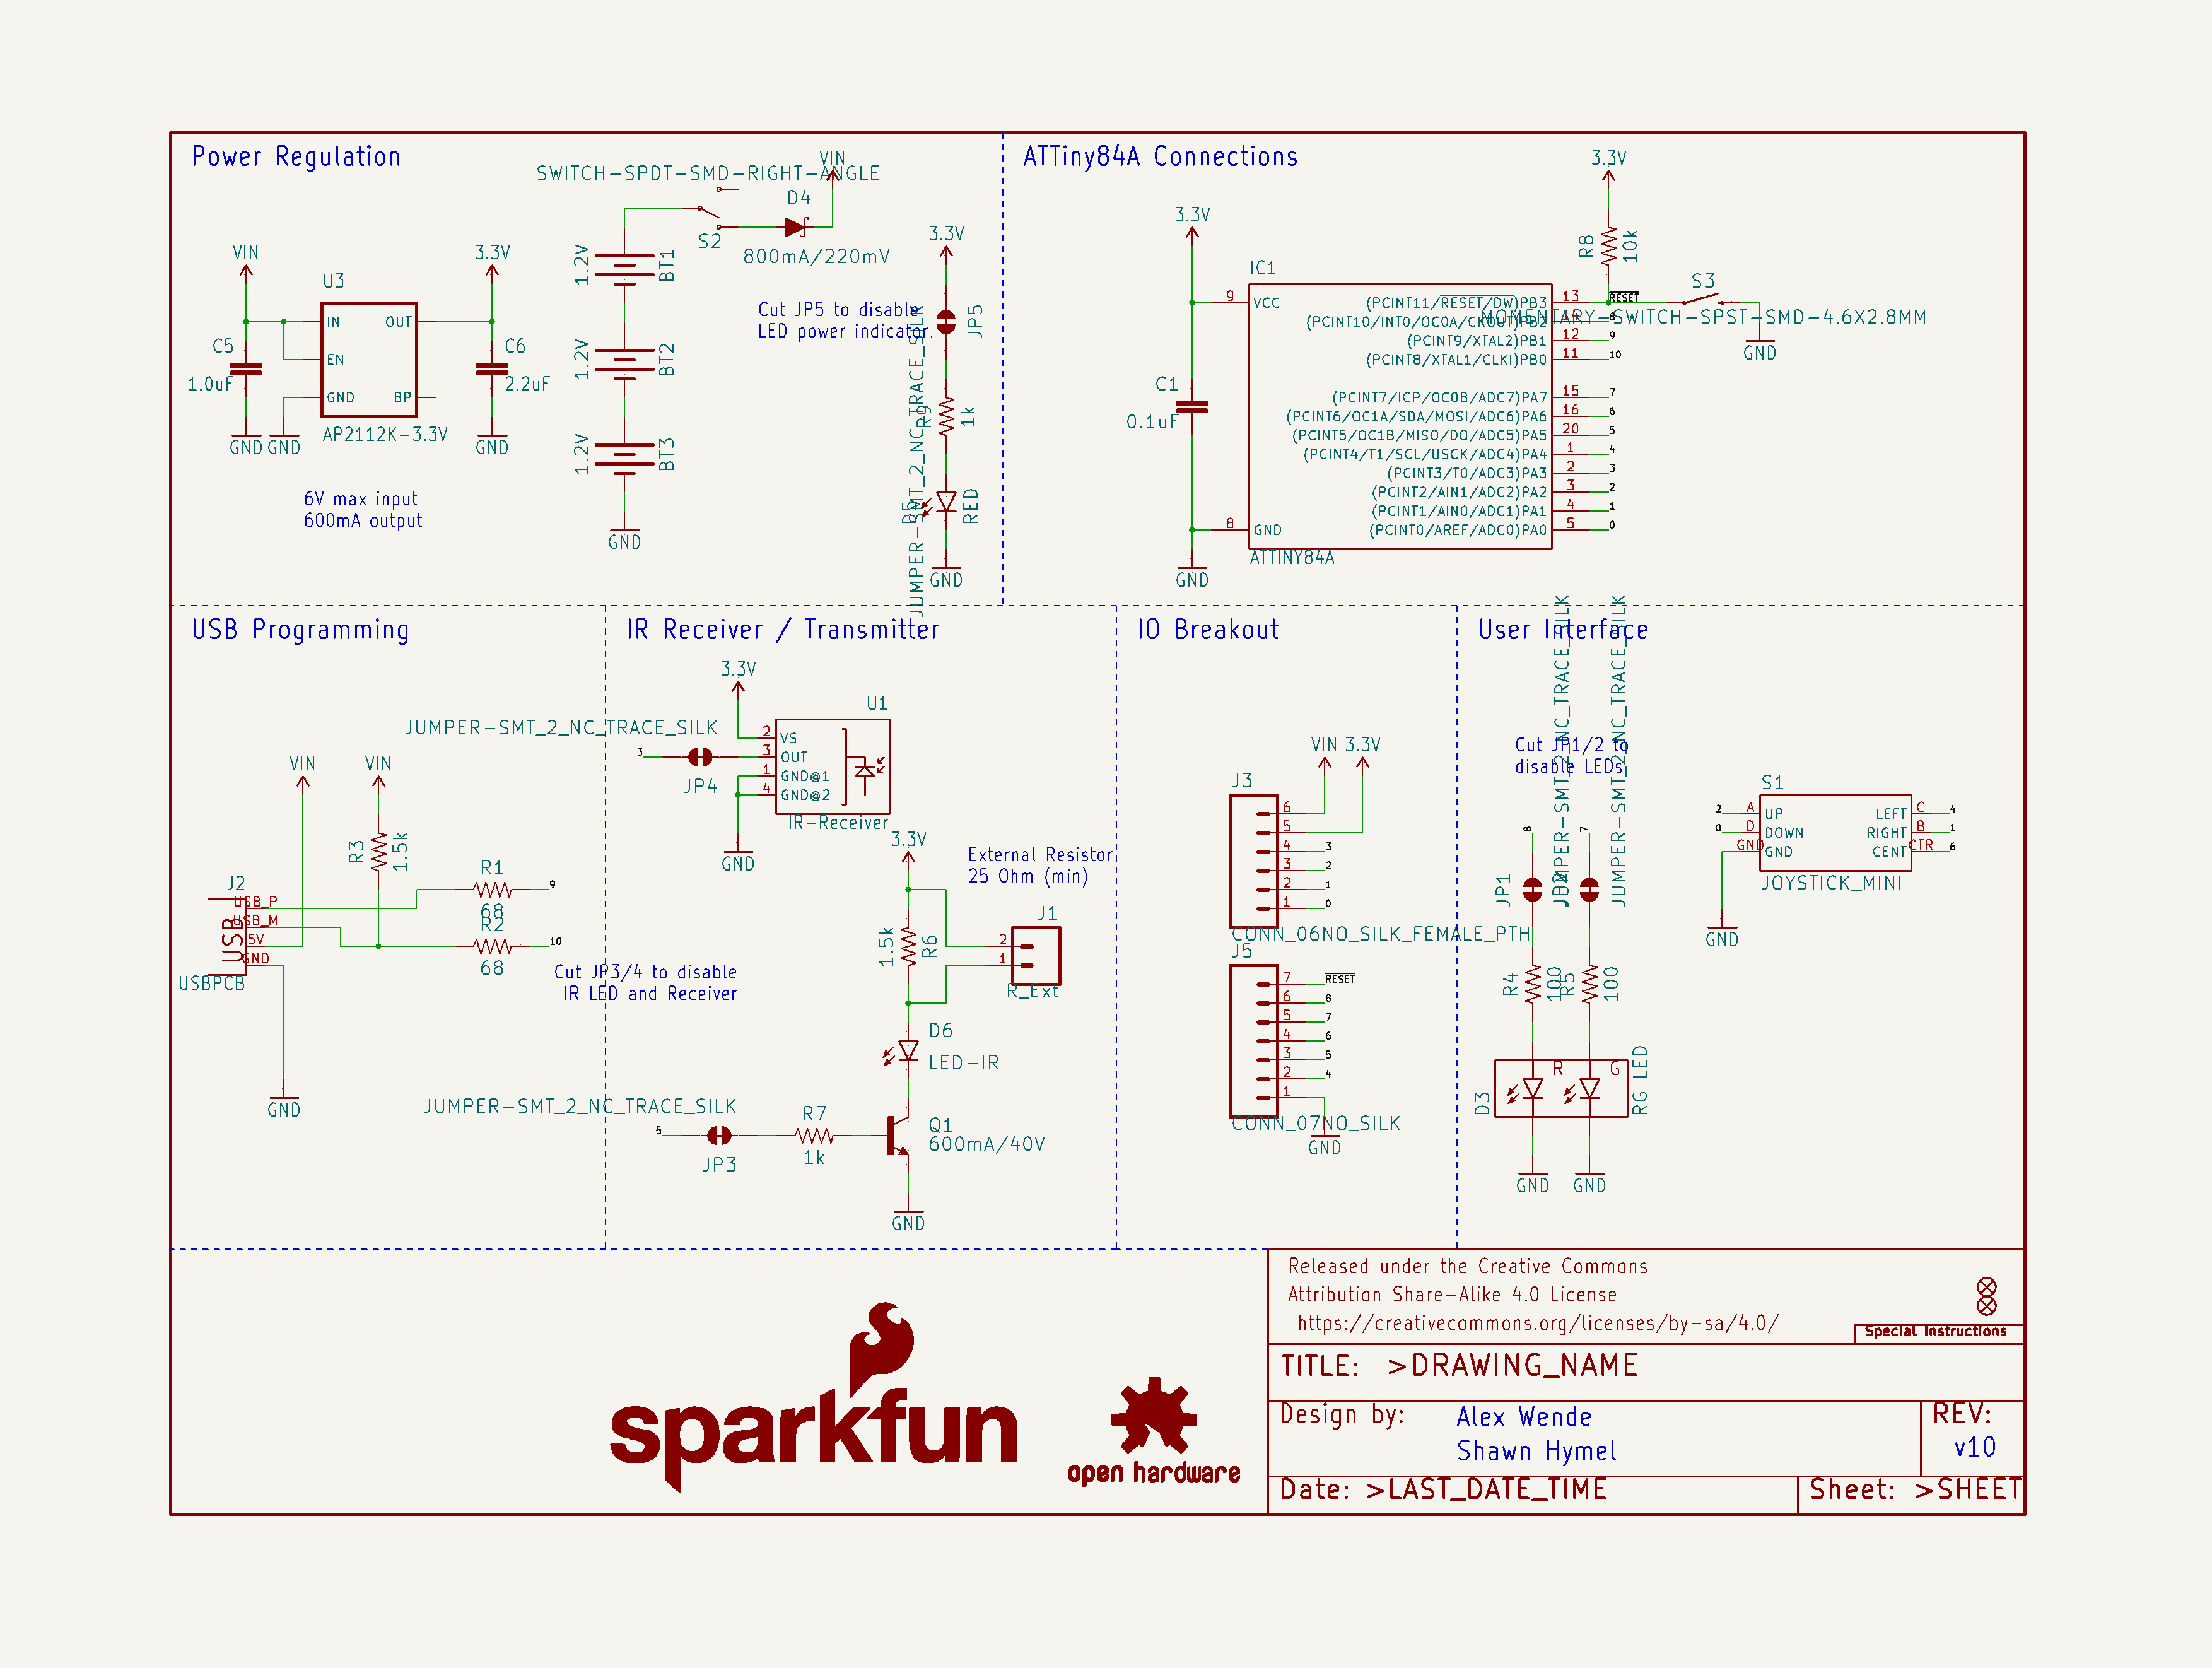 Power Regulation
SWITCH-SPDT-SMD-RIGHT-ANGLE
VIN
D4
S2
800mA/220mV
VIN
U3
3.3V
IN
OUT
EN
GND
BP
C5
1.0uF
C6
2.2uF
GND
GND
AP2112K-3.3V
GND
6V max input
600mA output
1.2V
BT1
1.2V
BT2
1.2V
BT3
GND
3.3V
Cut JP5 to disable
LED power indicator.
JP5
JUMPER-SMT_2_NC_TRACE_SILK
R9
1k
D5
RED
GND
ATTiny84A Connections
3.3V
3.3V
R8
10k
IC1
S3
9
VCC
(PCINT11/RESET/DW)PB3
13
RESET
(PCINT10/INT0/OC0A/CKOUT)PB2
8
MOMENTARY-SWITCH-SPST-SMD-4.6X2.8MM
(PCINT9/XTAL2)PB1
12
9
(PCINT8/XTAL1/CLKI)PB0
11
10
GND
C1
0.1uF
(PCINT7/ICP/OC0B/ADC7)PA7
15
7
(PCINT6/OC1A/SDA/MOSI/ADC6)PA6
16
6
(PCINT5/OC1B/MISO/DO/ADC5)PA5
20
5
(PCINT4/T1/SCL/USCK/ADC4)PA4
1
4
(PCINT3/T0/ADC3)PA3
2
3
(PCINT2/AIN1/ADC2)PA2
3
2
(PCINT1/AIN0/ADC1)PA1
4
1
8
GND
(PCINT0/AREF/ADC0)PA0
5
0
ATTINY84A
GND
USB Programming
VIN
VIN
R3
1.5k
J2
USB
USB_P
USB_M
5V
GND
USBPCB
R1
68
9
R2
68
10
GND
IR Receiver / Transmitter
3.3V
U1
JUMPER-SMT_2_NC_TRACE_SILK
3
JP4
2
VS
3
OUT
1
GND@1
4
GND@2
IR-Receiver
GND
3.3V
External Resistor
25 Ohm (min)
1.5k
R6
J1
2
1
R_Ext
Cut JP3/4 to disable
IR LED and Receiver
D6
LED-IR
JUMPER-SMT_2_NC_TRACE_SILK
5
JP3
R7
1k
Q1
600mA/40V
GND
IO Breakout
VIN
3.3V
J3
6
5
4
3
3
2
2
1
1
0
CONN_06NO_SILK_FEMALE_PTH
J5
7
RESET
6
8
5
7
4
6
3
5
2
4
1
CONN_07NO_SILK
GND
User Interface
JUMPER-SMT_2_NC_TRACE_SILK
JUMPER-SMT_2_NC_TRACE_SILK
Cut JP1/2 to
disable LEDs
8
7
JP1
JP2
R4
100
R5
100
R
G
D3
RG LED
GND
GND
S1
2
A
UP
LEFT
C
4
0
D
DOWN
RIGHT
B
1
GND
GND
CENT
CTR
6
JOYSTICK_MINI
GND
Released under the Creative Commons
Attribution Share-Alike 4.0 License
https://creativecommons.org/licenses/by-sa/4.0/
Special Instructions
TITLE: >DRAWING_NAME
Design by: Alex Wende
Shawn Hymel
REV:
v10
Date: >LAST_DATE_TIME
Sheet: >SHEET
sparkfun
open hardware